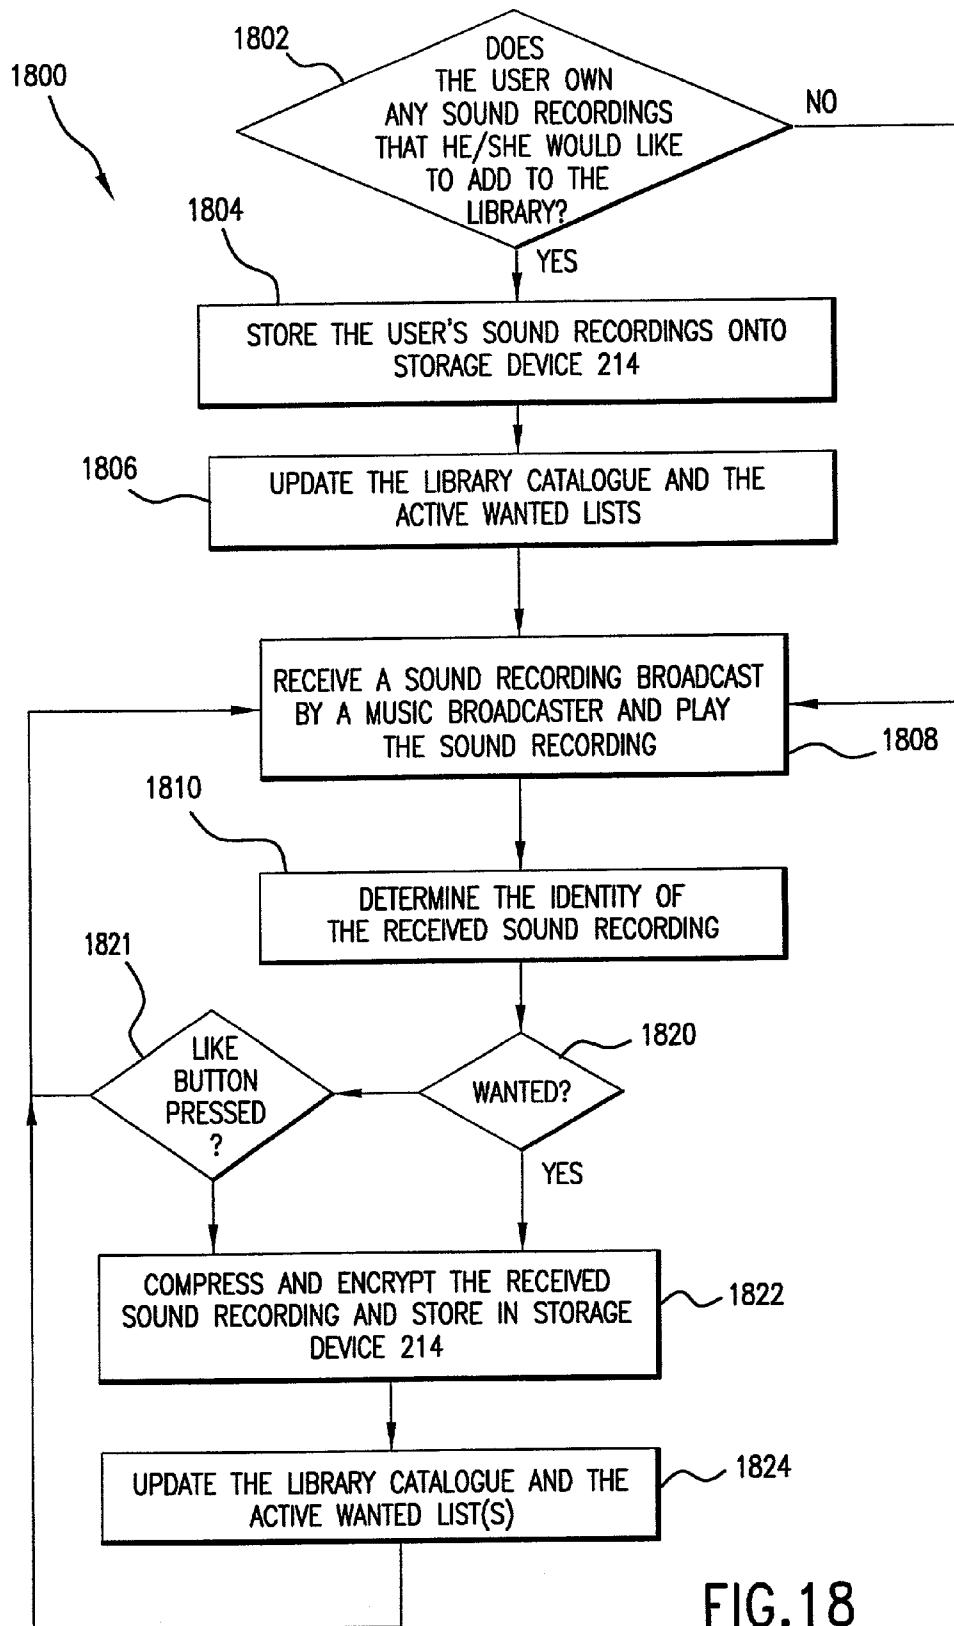 1800
1802
DOES
THE USER OWN
ANY SOUND RECORDINGS
THAT HE/SHE WOULD LIKE
TO ADD TO THE
LIBRARY?
NO
YES
1804
STORE THE USER'S SOUND RECORDINGS ONTO
STORAGE DEVICE 214
1806
UPDATE THE LIBRARY CATALOGUE AND THE
ACTIVE WANTED LISTS
RECEIVE A SOUND RECORDING BROADCAST
BY A MUSIC BROADCASTER AND PLAY
THE SOUND RECORDING
1808
1810
DETERMINE THE IDENTITY OF
THE RECEIVED SOUND RECORDING
1821
LIKE
BUTTON
PRESSED
?
1820
WANTED?
YES
COMPRESS AND ENCRYPT THE RECEIVED
SOUND RECORDING AND STORE IN STORAGE
DEVICE 214
1822
UPDATE THE LIBRARY CATALOGUE AND THE
ACTIVE WANTED LIST(S)
1824
FIG.18